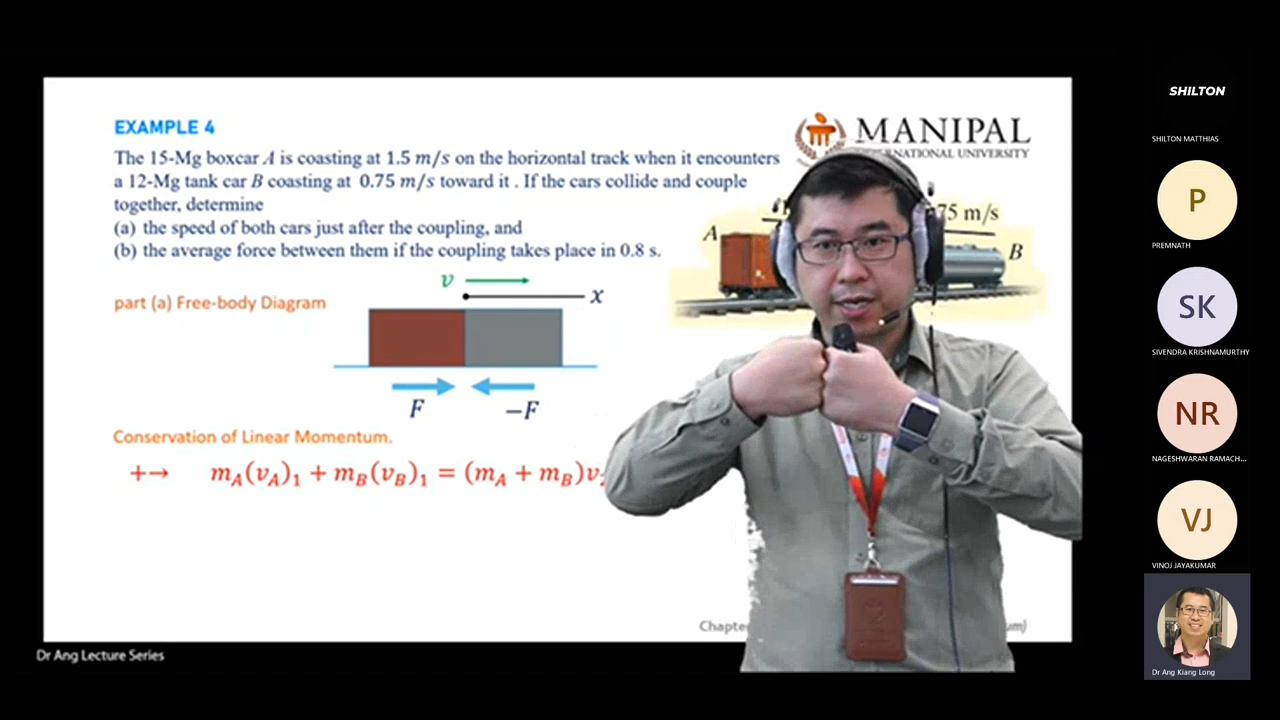 EXAMPLE 4
The 15-Mg boxcar A is coasting at 1.5 m/s on the horizontal track when it encounters
a 12-Mg tank car B coasting at 0.75 m/s toward it . If the cars collide and couple
together, determine
(a) the speed of both cars just after the coupling, and
(b) the average force between them if the coupling takes place in 0.8 s.
MANIPAL
INTERNATIONAL UNIVERSITY
A
75 m/s
B
part (a) Free-body Diagram
v
x
F
−F
Conservation of Linear Momentum.
+→ m_A(v_A)_1 + m_B(v_B)_1 = (m_A + m_B)v_2
Dr Ang Lecture Series
SHILTON
SHILTON MATTHIAS
P
PREMNATH
SK
SIVENDRA KRISHNAMURTHY
NR
NAGESHWARAN RAMACH...
VJ
VINOJ JAYAKUMAR
Dr Ang Kiang Long